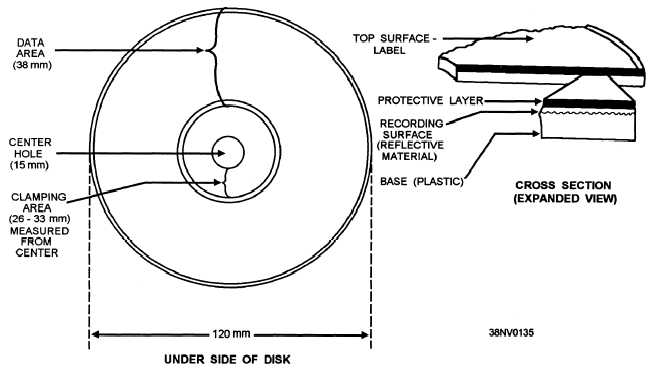 DATA
AREA
(38 mm)
CENTER
HOLE
(15 mm)
CLAMPING
AREA
(26 - 33 mm)
MEASURED
FROM
CENTER
120 mm
UNDER SIDE OF DISK
TOP SURFACE -
LABEL
PROTECTIVE LAYER
RECORDING
SURFACE
(REFLECTIVE
MATERIAL)
BASE (PLASTIC)
CROSS SECTION
(EXPANDED VIEW)
38NV0135